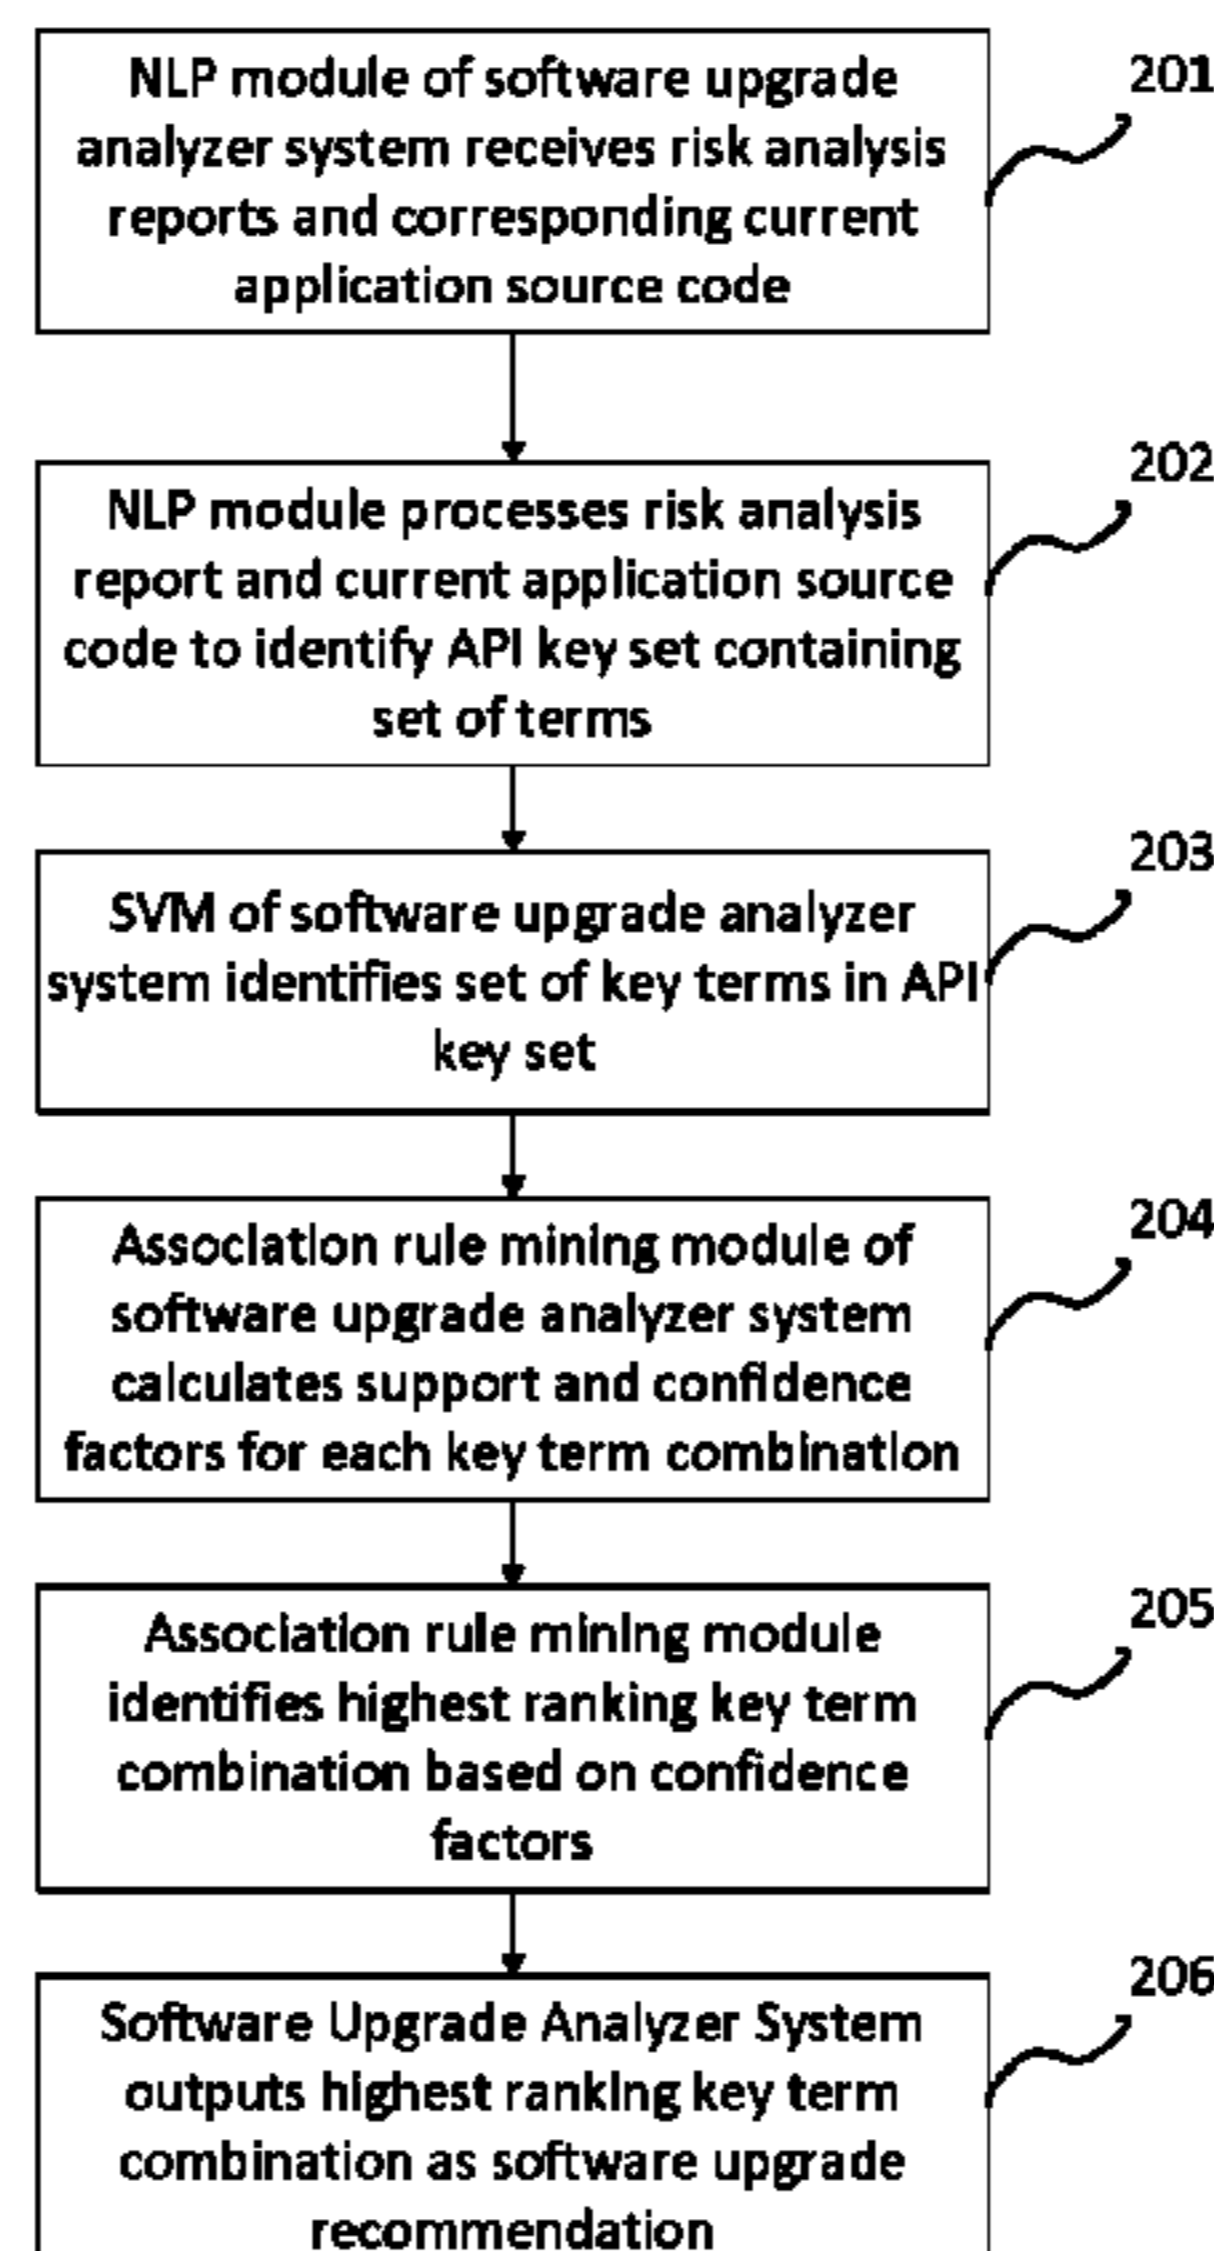 NLP module of software upgrade
analyzer system receives risk analysis
reports and corresponding current
application source code
201
NLP module processes risk analysis
report and current application source
code to identify API key set containing
set of terms
202
SVM of software upgrade analyzer
system identifies set of key terms in API
key set
203
Association rule mining module of
software upgrade analyzer system
calculates support and confidence
factors for each key term combination
204
Association rule mining module
identifies highest ranking key term
combination based on confidence
factors
205
Software Upgrade Analyzer System
outputs highest ranking key term
combination as software upgrade
recommendation
206